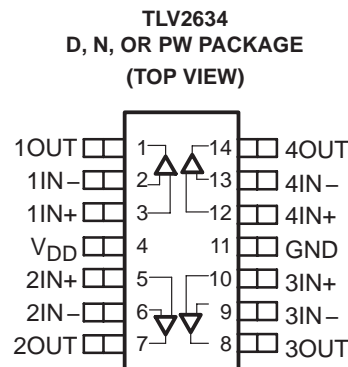 TLV2634
D, N, OR PW PACKAGE
(TOP VIEW)
1OUT 1 14 4OUT
1IN− 2 13 4IN−
1IN+ 3 12 4IN+
VDD 4 11 GND
2IN+ 5 10 3IN+
2IN− 6 9 3IN−
2OUT 7 8 3OUT